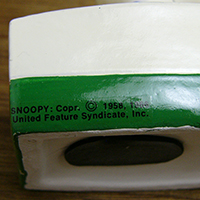 SNOOPY: Copr. © 1958,
United Feature Syndicate, Inc.